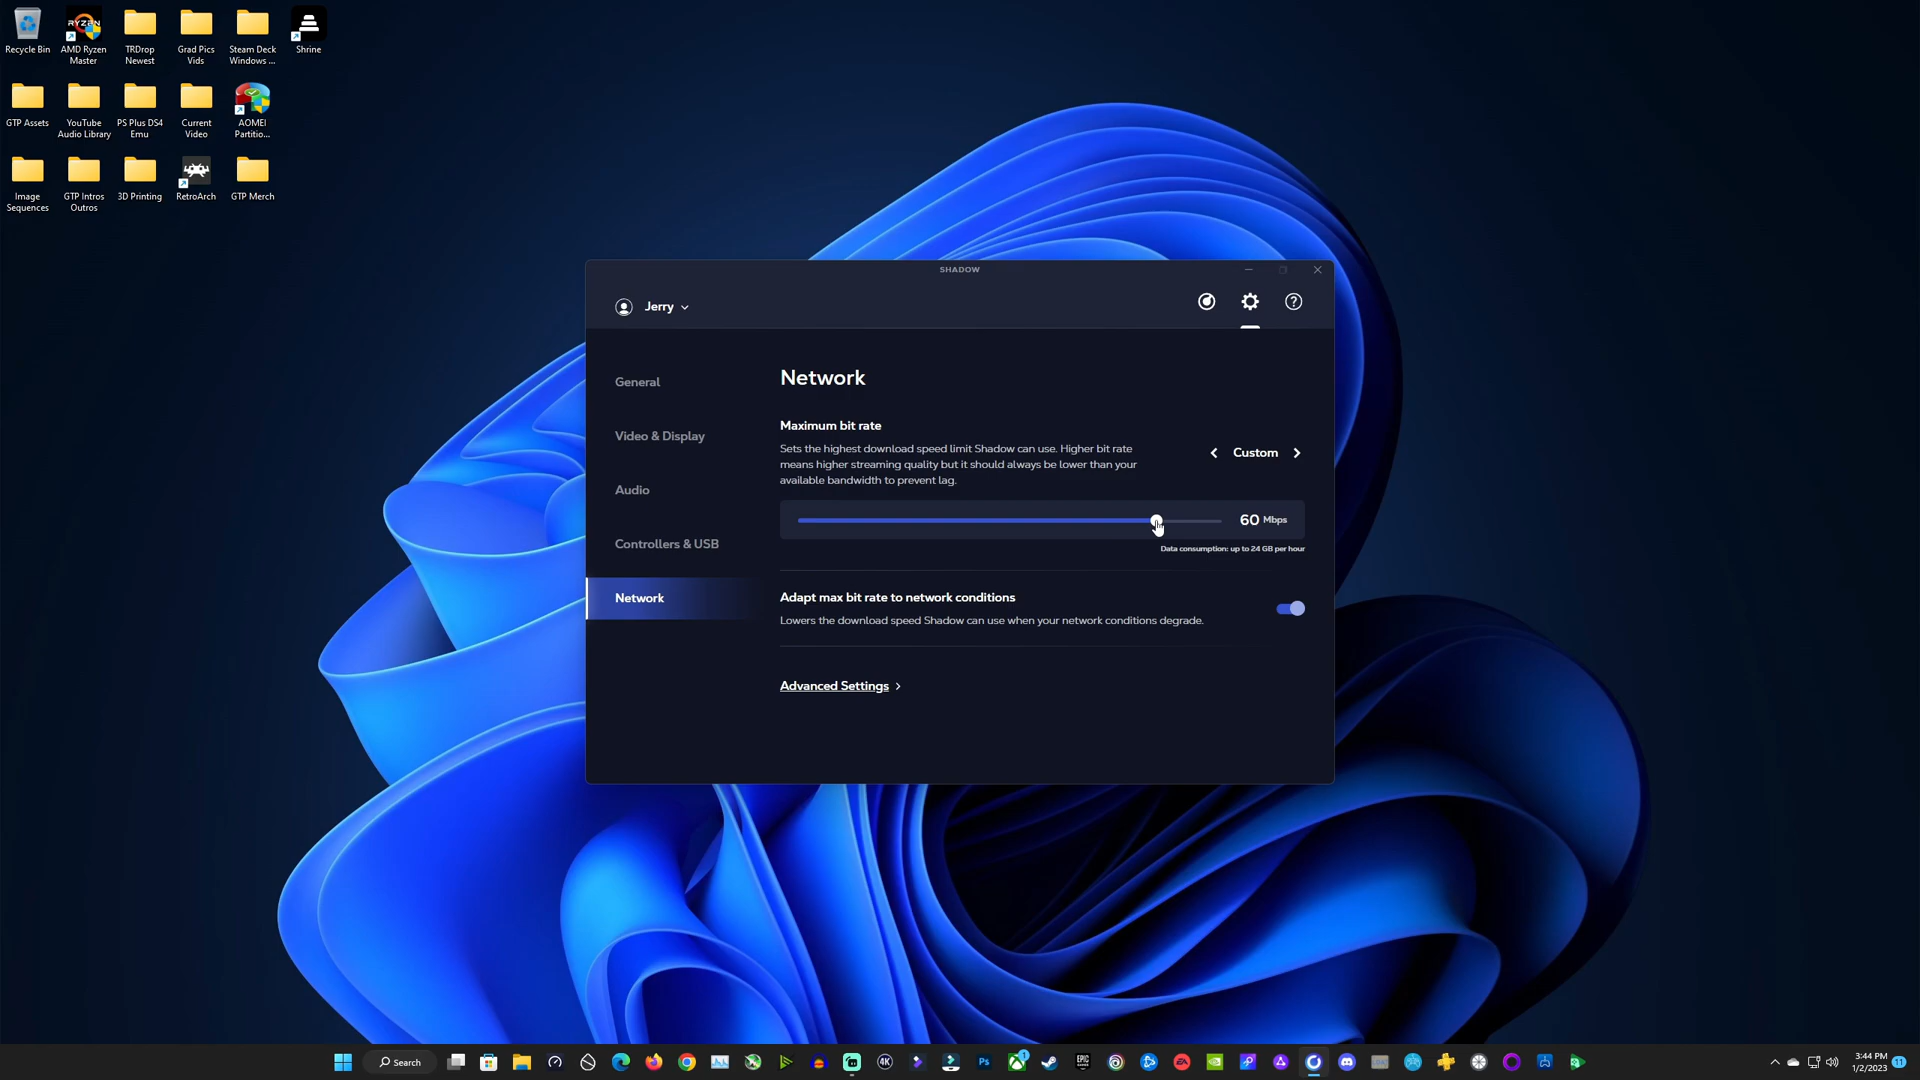 Recycle Bin
AMD Ryzen
Master
TRDrop
Newest
Grad Pics
Vids
Steam Deck
Windows ...
Shrine
GTP Assets
YouTube
Audio Library
PS Plus DS4
Emu
Current
Video
AOMEI
Partitio...
Image
Sequences
GTP Intros
Outros
3D Printing
RetroArch
GTP Merch
SHADOW
Jerry
General
Video & Display
Audio
Controllers & USB
Network
Network
Maximum bit rate
Sets the highest download speed limit Shadow can use. Higher bit rate
means higher streaming quality but it should always be lower than your
available bandwidth to prevent lag.
Custom
60 Mbps
Data consumption: up to 24 GB per hour
Adapt max bit rate to network conditions
Lowers the download speed Shadow can use when your network conditions degrade.
Advanced Settings
Search
4K
Ps
1
EPIC
EA
3:44 PM
1/2/2023
11